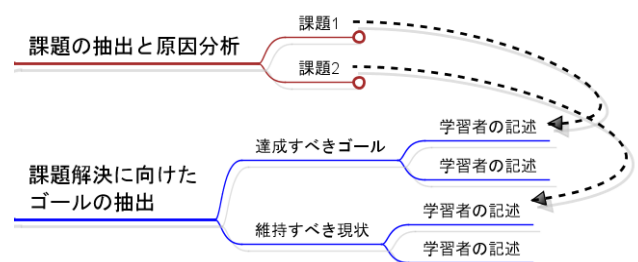 課題1
課題の抽出と原因分析
課題2
学習者の記述
達成すべきゴール
学習者の記述
課題解決に向けた
ゴールの抽出
学習者の記述
維持すべき現状
学習者の記述